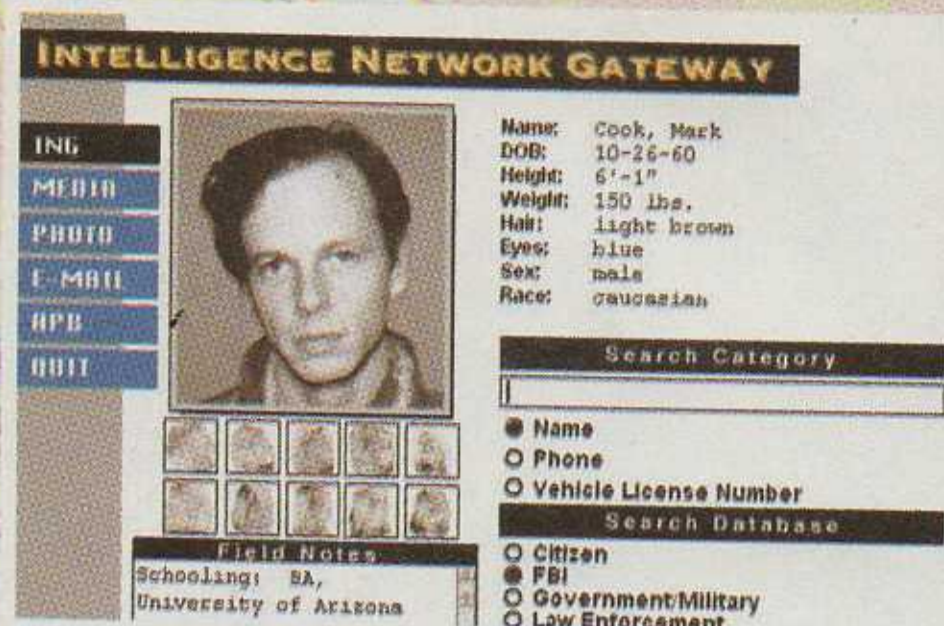 INTELLIGENCE NETWORK GATEWAY
ING
MEDIA
PHOTO
E-MAIL
APB
QUIT
Name: Cook, Mark
DOB: 10-26-60
Height: 6'-1"
Weight: 150 lbs.
Hair: light brown
Eyes: blue
Sex: male
Race: caucasian
Search Category
Name
Phone
Vehicle License Number
Search Database
Citizen
FBI
Government/Military
Law Enforcement
Field Notes
Schooling: BA,
University of Arizona